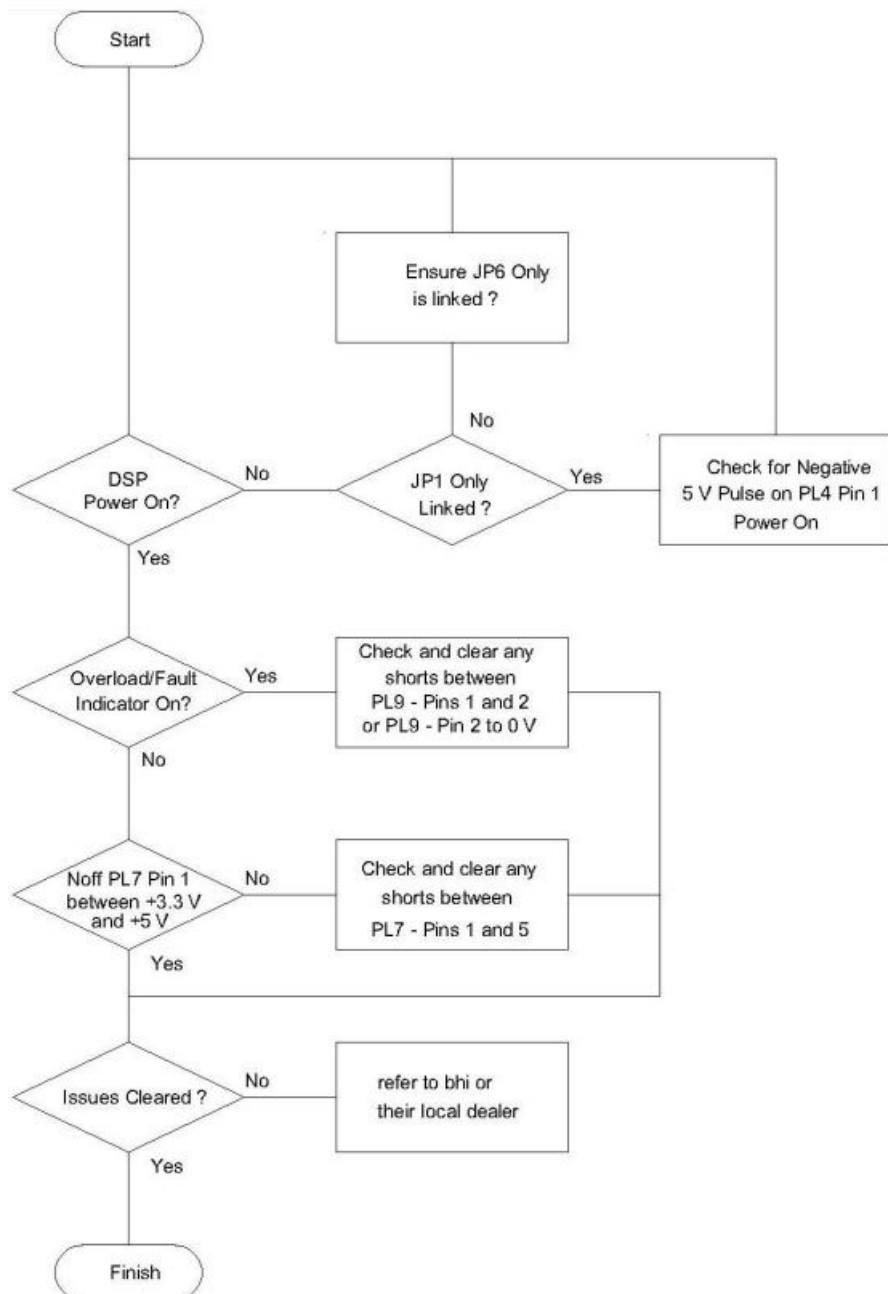 Start
Ensure JP6 Only
is linked ?
No
DSP
Power On?
No
JP1 Only
Linked ?
Yes
Check for Negative
5 V Pulse on PL4 Pin 1
Power On
Yes
Overload/Fault
Indicator On?
Yes
Check and clear any
shorts between
PL9 - Pins 1 and 2
or PL9 - Pin 2 to 0 V
No
Noff PL7 Pin 1
between +3.3 V
and +5 V
No
Check and clear any
shorts between
PL7 - Pins 1 and 5
Yes
Issues Cleared ?
No
refer to bhi or
their local dealer
Yes
Finish